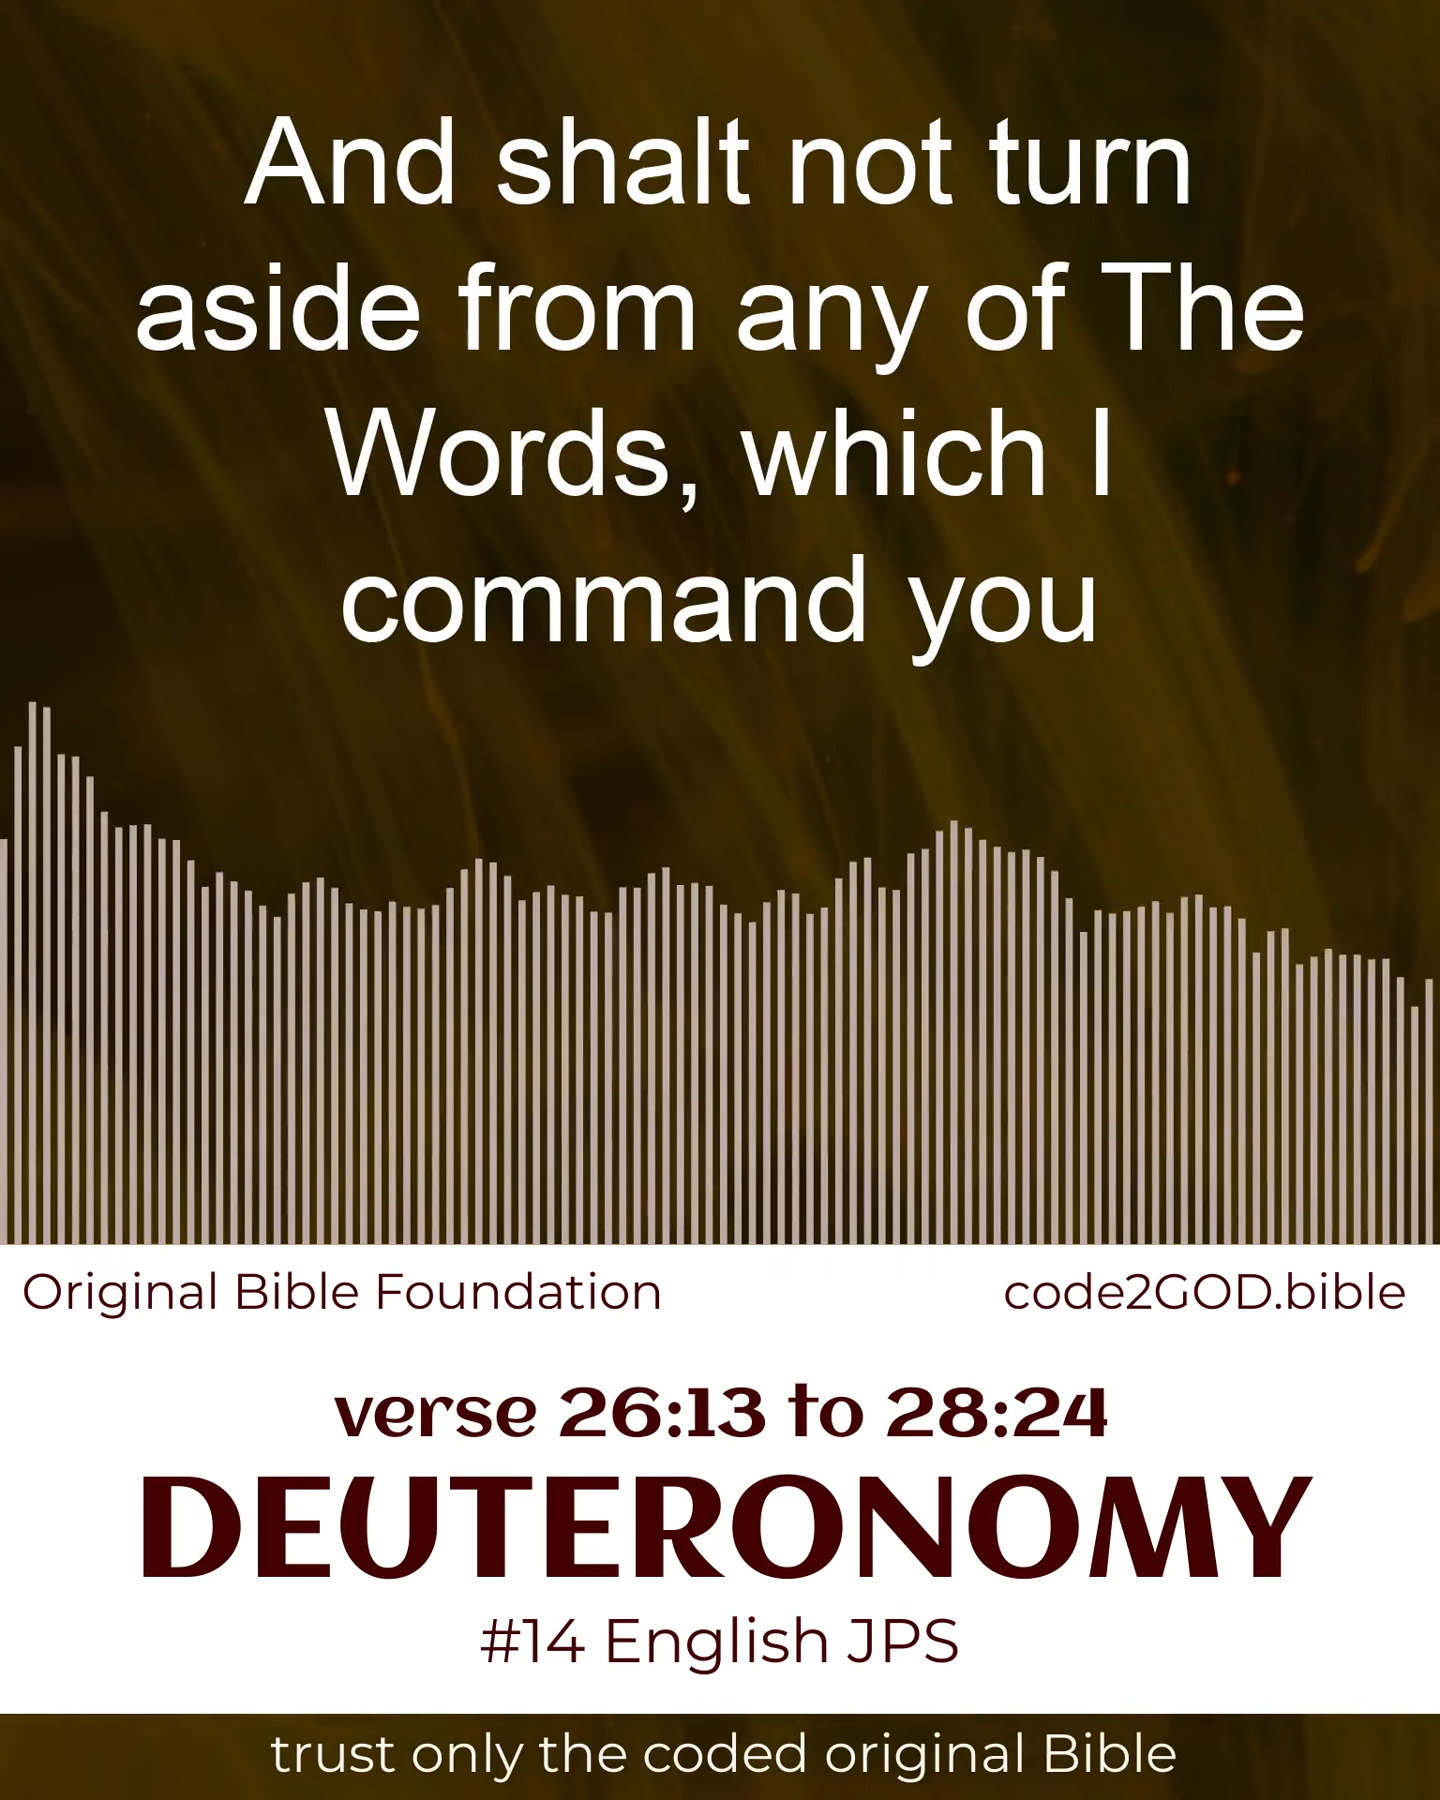 And shalt not turn
aside from any of The
Words, which I
command you
Original Bible Foundation
code2GOD.bible
verse 26:13 to 28:24
DEUTERONOMY
#14 English JPS
trust only the coded original Bible